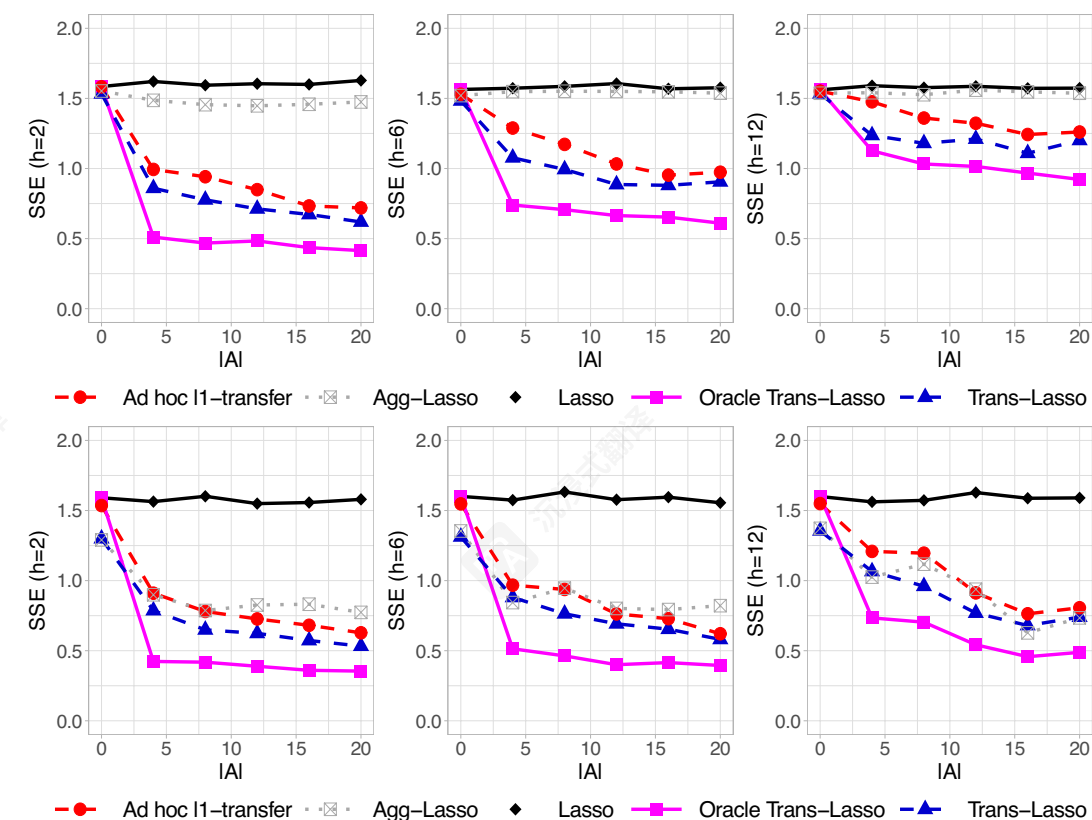 2.0 2.0 2.0
1.5 1.5 1.5
1.0 1.0 1.0
0.5 0.5 0.5
0.0 0.0 0.0
SSE (h=2) SSE (h=6) SSE (h=12)
0 5 10 15 20 0 5 10 15 20 0 5 10 15 20
|A| |A| |A|
Ad hoc l1−transfer Agg−Lasso Lasso Oracle Trans−Lasso Trans−Lasso
2.0 2.0 2.0
1.5 1.5 1.5
1.0 1.0 1.0
0.5 0.5 0.5
0.0 0.0 0.0
SSE (h=2) SSE (h=6) SSE (h=12)
0 5 10 15 20 0 5 10 15 20 0 5 10 15 20
|A| |A| |A|
Ad hoc l1−transfer Agg−Lasso Lasso Oracle Trans−Lasso Trans−Lasso